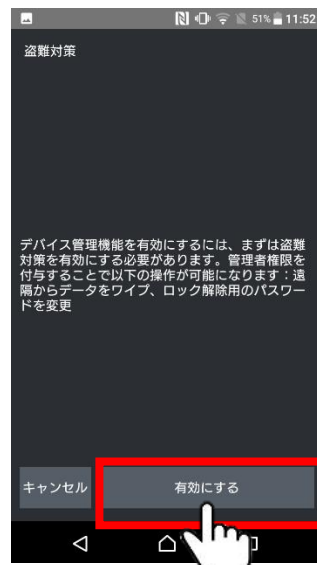 51% 11:52
盗難対策
デバイス管理機能を有効にするには、まずは盗難
対策を有効にする必要があります。管理者権限を
付与することで以下の操作が可能になります：遠
隔からデータをワイプ、ロック解除用のパスワー
ドを変更
キャンセル 有効にする